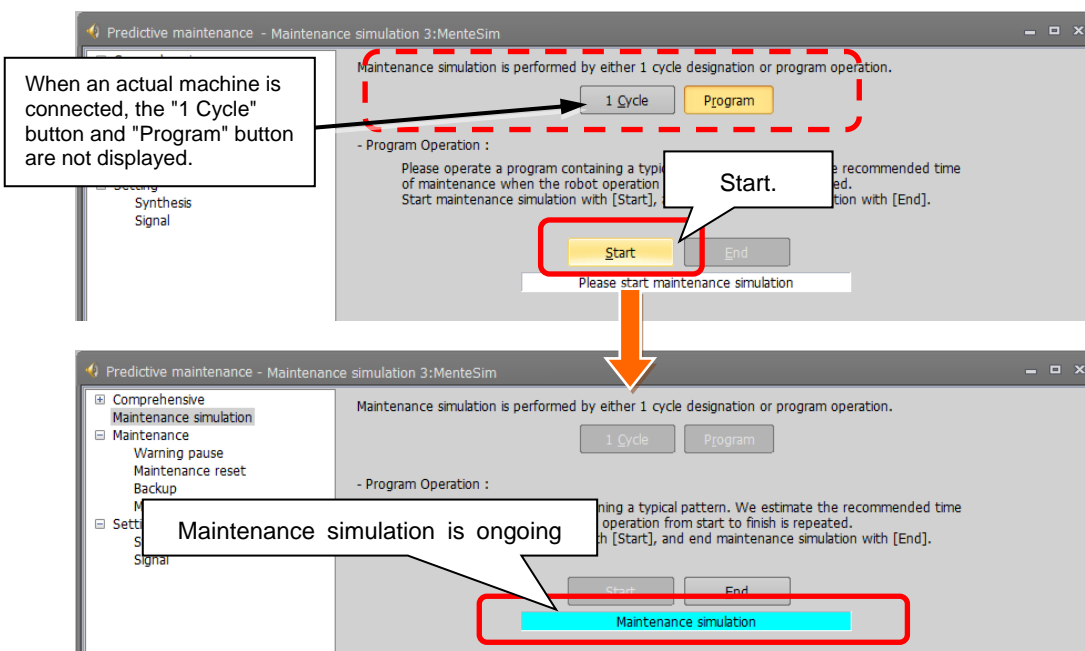 Predictive maintenance - Maintenance simulation 3:MenteSim
When an actual machine is
connected, the "1 Cycle"
button and "Program" button
are not displayed.
Maintenance simulation is performed by either 1 cycle designation or program operation.
1 Cycle
Program
- Program Operation :
Please operate a program containing a recommended time
of maintenance when the robot operation
Start maintenance simulation with [Start], with [End].
Start.
Synthesis
Signal
Start
End
Please start maintenance simulation
Predictive maintenance - Maintenance simulation 3:MenteSim
Comprehensive
Maintenance simulation
Maintenance
Warning pause
Maintenance reset
Backup
Maintenance simulation is performed by either 1 cycle designation or program operation.
1 Cycle
Program
- Program Operation :
a typical pattern. We estimate the recommended time
operation from start to finish is repeated.
[Start], and end maintenance simulation with [End].
Maintenance simulation is ongoing
Signal
Start
End
Maintenance simulation